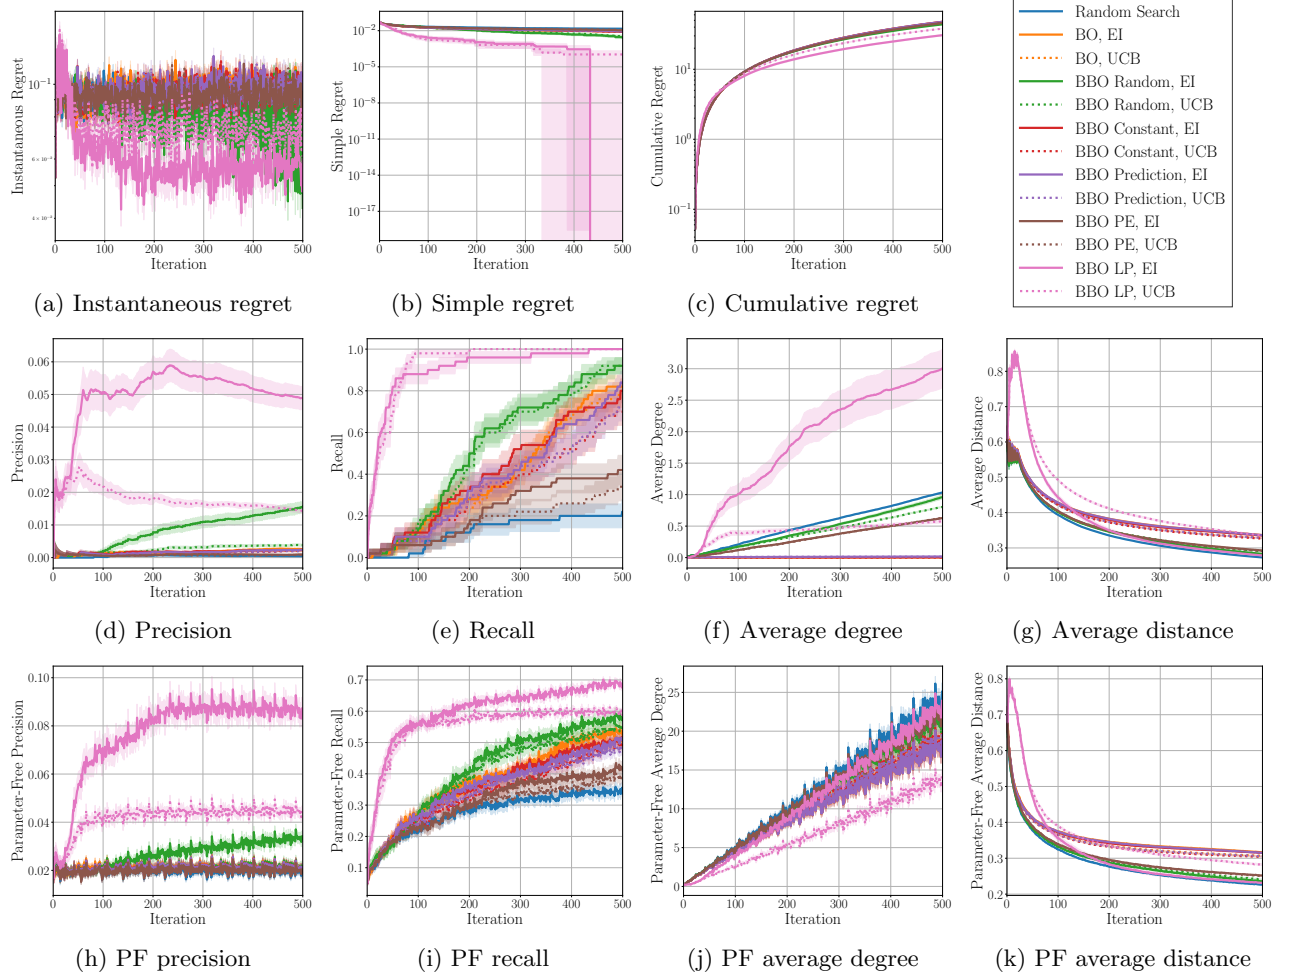 Random Search
BO, EI
BO, UCB
BBO Random, EI
BBO Random, UCB
BBO Constant, EI
BBO Constant, UCB
BBO Prediction, EI
BBO Prediction, UCB
BBO PE, EI
BBO PE, UCB
BBO LP, EI
BBO LP, UCB
Instantaneous Regret
10⁻¹
6 × 10⁻²
4 × 10⁻²
0 100 200 300 400 500
Iteration
(a) Instantaneous regret
Simple Regret
10⁻²
10⁻⁵
10⁻⁸
10⁻¹¹
10⁻¹⁴
10⁻¹⁷
0 100 200 300 400 500
Iteration
(b) Simple regret
Cumulative Regret
10¹
10⁰
10⁻¹
0 100 200 300 400 500
Iteration
(c) Cumulative regret
Precision
0.06
0.05
0.04
0.03
0.02
0.01
0.00
0 100 200 300 400 500
Iteration
(d) Precision
Recall
1.0
0.8
0.6
0.4
0.2
0.0
0 100 200 300 400 500
Iteration
(e) Recall
Average Degree
3.0
2.5
2.0
1.5
1.0
0.5
0.0
0 100 200 300 400 500
Iteration
(f) Average degree
Average Distance
0.8
0.7
0.6
0.5
0.4
0.3
0 100 200 300 400 500
Iteration
(g) Average distance
Parameter-Free Precision
0.10
0.08
0.06
0.04
0.02
0 100 200 300 400 500
Iteration
(h) PF precision
Parameter-Free Recall
0.7
0.6
0.5
0.4
0.3
0.2
0.1
0 100 200 300 400 500
Iteration
(i) PF recall
Parameter-Free Average Degree
25
20
15
10
5
0
0 100 200 300 400 500
Iteration
(j) PF average degree
Parameter-Free Average Distance
0.8
0.7
0.6
0.5
0.4
0.3
0.2
0 100 200 300 400 500
Iteration
(k) PF average distance